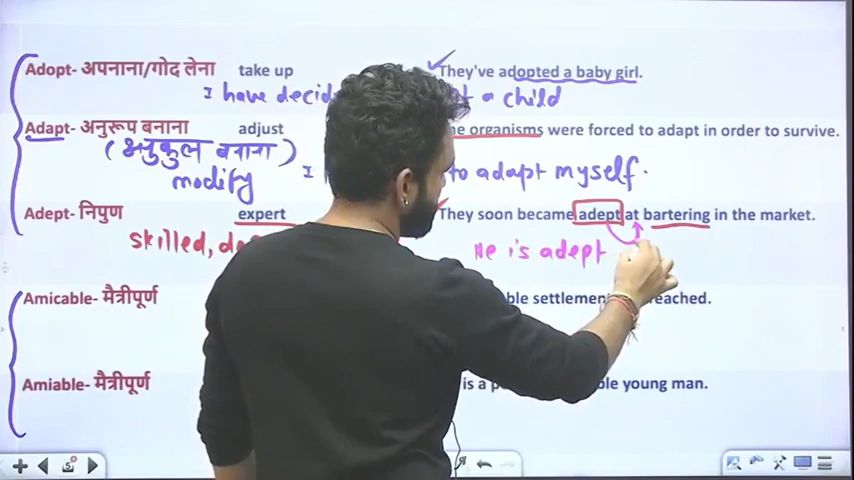 Adopt- अपनाना/गोद लेना take up They've adopted a baby girl.
I have a child
Adapt- अनुरूप बनाना adjust organisms were forced to adapt in order to survive.
(अनुकुल बनाना) I to adapt myself.
modify
Adept- निपुण expert They soon became adept at bartering in the market.
skilled, He is adept
Amicable- मैत्रीपूर्ण settlement reached.
Amiable- मैत्रीपूर्ण is a young man.
5